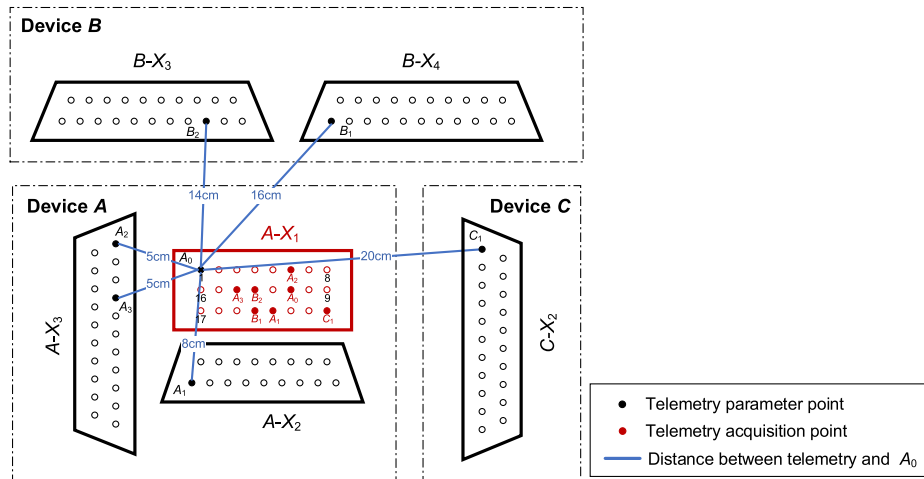 Device B
B-X₃
B-X₄
B₂
B₁
14cm
16cm
Device A
Device C
A₂
A-X₁
C₁
A₀
5cm
20cm
1
A₂
8
5cm
A₃
16
A₃
B₂
A₀
9
17
B₁
A₁
C₁
A-X₃
C-X₂
8cm
A₁
A-X₂
Telemetry parameter point
Telemetry acquisition point
Distance between telemetry and A₀